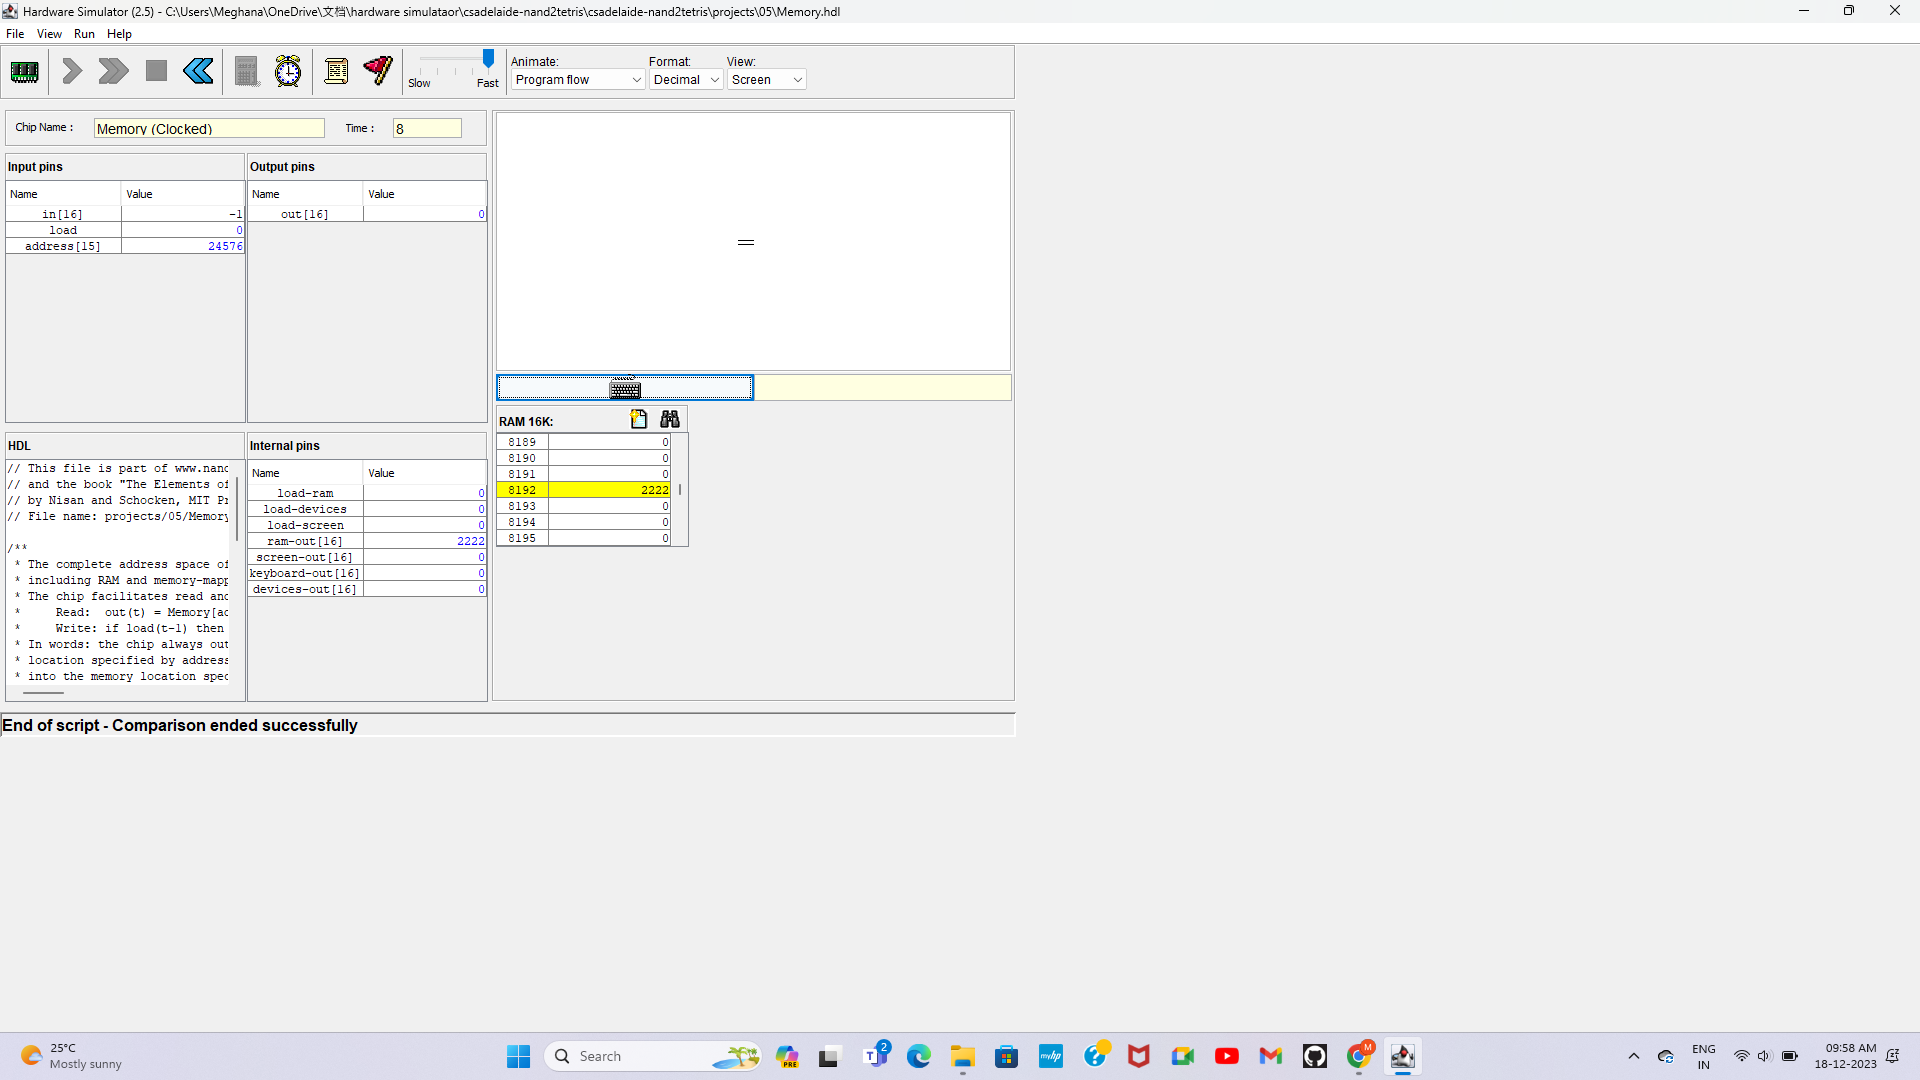 Hardware Simulator (2.5) - C:\Users\Meghana\OneDrive\文档\hardware simulataor\csadelaide-nand2tetris\csadelaide-nand2tetris\projects\05\Memory.hdl
File View Run Help
Animate: Format: View:
Slow Fast Program flow Decimal Screen
Chip Name : Memory (Clocked) Time : 8
Input pins
Name Value
in[16] -1
load 0
address[15] 24576
Output pins
Name Value
out[16] 0
RAM 16K:
8189 0
8190 0
8191 0
8192 2222
8193 0
8194 0
8195 0
HDL
// This file is part of www.nand
// and the book "The Elements of
// by Nisan and Schocken, MIT Pr
// File name: projects/05/Memory
/**
* The complete address space of
* including RAM and memory-mapp
* The chip facilitates read and
* Read: out(t) = Memory[ad
* Write: if load(t-1) then
* In words: the chip always out
* location specified by address
* into the memory location spec
Internal pins
Name Value
load-ram 0
load-devices 0
load-screen 0
ram-out[16] 2222
screen-out[16] 0
keyboard-out[16] 0
devices-out[16] 0
End of script - Comparison ended successfully
25°C
Mostly sunny
Search
PRE
2
myhp
M
ENG
IN
09:58 AM
18-12-2023